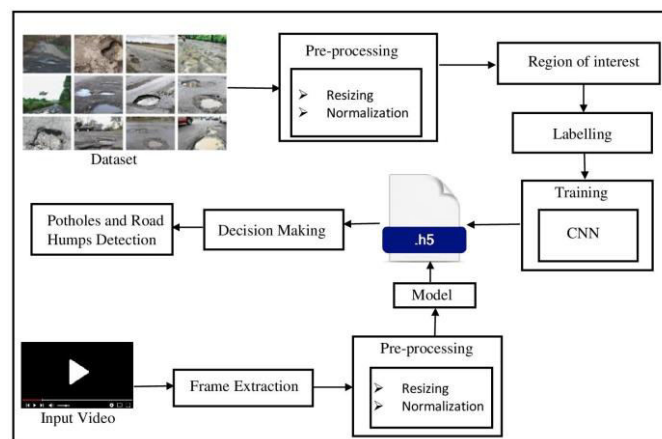 Dataset
Pre-processing
➢ Resizing
➢ Normalization
Region of interest
Labelling
Training
CNN
.h5
Decision Making
Potholes and Road
Humps Detection
Model
Input Video
Frame Extraction
Pre-processing
➢ Resizing
➢ Normalization